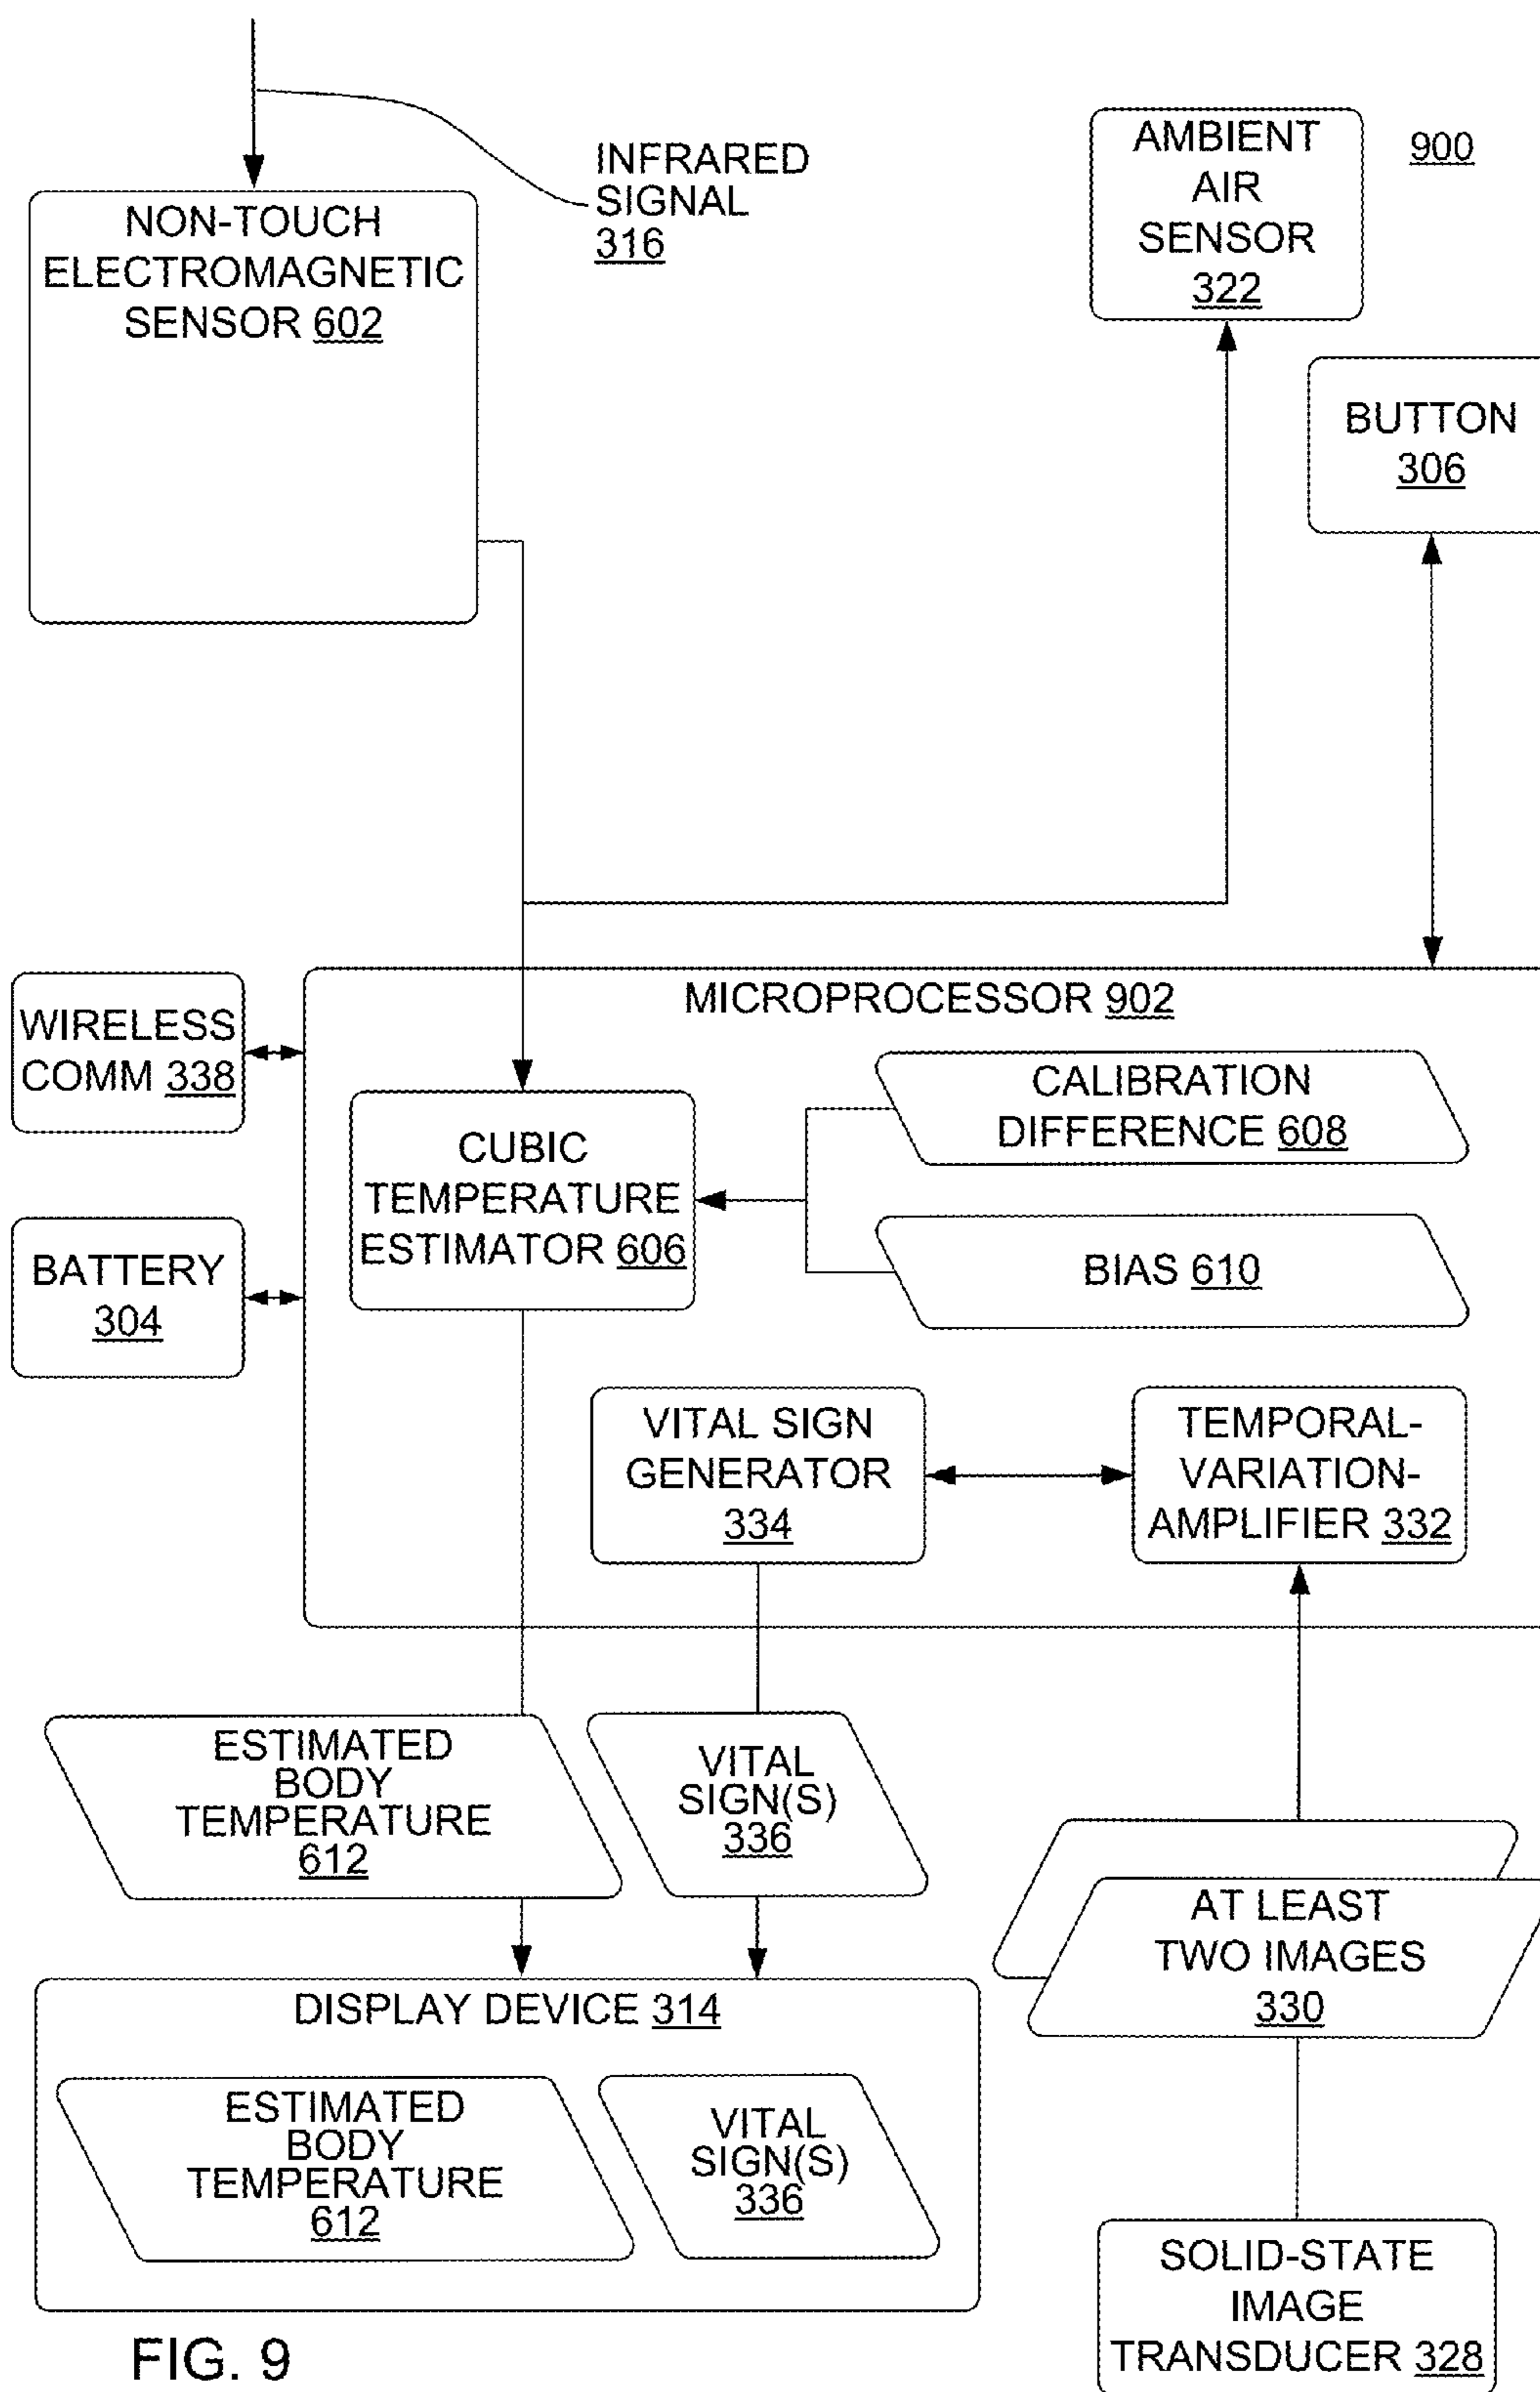 INFRARED
SIGNAL
316
NON-TOUCH
ELECTROMAGNETIC
SENSOR 602
AMBIENT
AIR
SENSOR
322
900
BUTTON
306
MICROPROCESSOR 902
WIRELESS
COMM 338
BATTERY
304
CUBIC
TEMPERATURE
ESTIMATOR 606
CALIBRATION
DIFFERENCE 608
BIAS 610
VITAL SIGN
GENERATOR
334
TEMPORAL-
VARIATION-
AMPLIFIER 332
ESTIMATED
BODY
TEMPERATURE
612
VITAL
SIGN(S)
336
AT LEAST
TWO IMAGES
330
DISPLAY DEVICE 314
ESTIMATED
BODY
TEMPERATURE
612
VITAL
SIGN(S)
336
SOLID-STATE
IMAGE
TRANSDUCER 328
FIG. 9